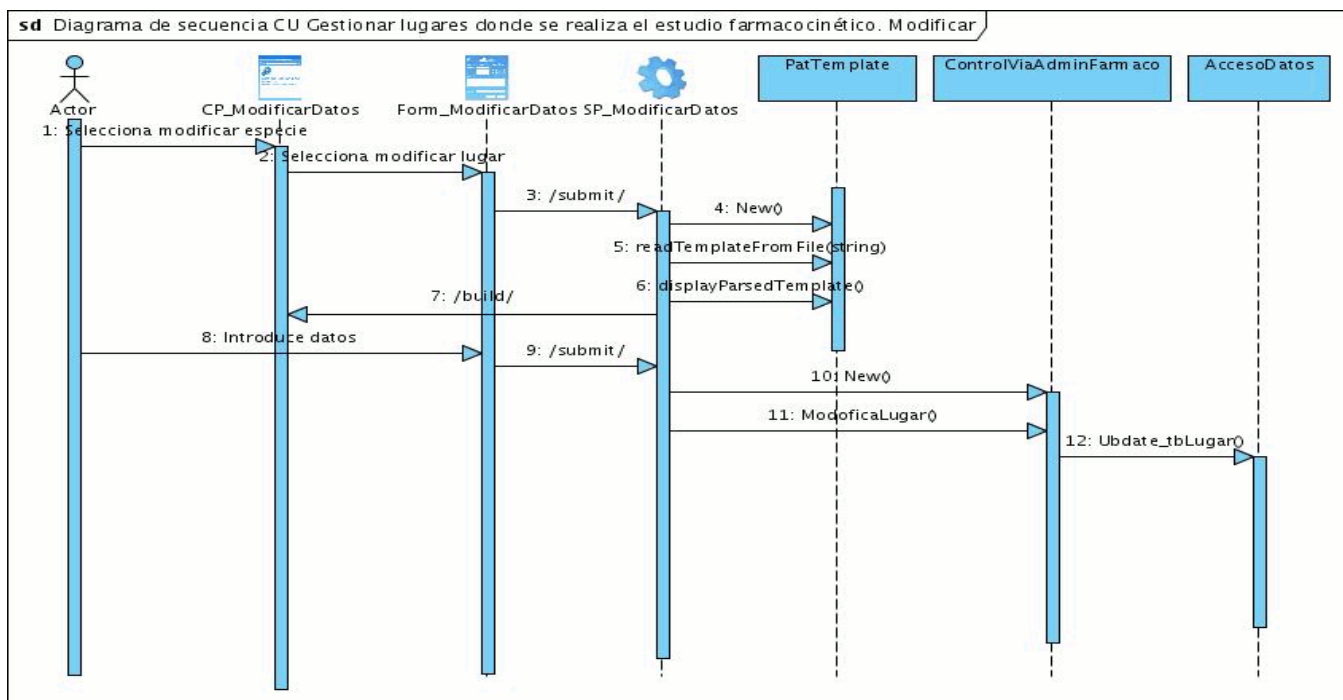 sd Diagrama de secuencia CU Gestionar lugares donde se realiza el estudio farmacocinético. Modificar
PatTemplate
ControlViaAdminFarmaco
AccesoDatos
Actor
CP_ModificarDatos
Form_ModificarDatos
SP_ModificarDatos
1: Selecciona modificar espécie
2: Selecciona modificar lugar
3: /submit/
4: New()
5: readTemplateFromFile(string)
6: displayParsedTemplate()
7: /build/
8: Introduce datos
9: /submit/
10: New()
11: ModoficaLugar()
12: Ubdate_tbLugar()